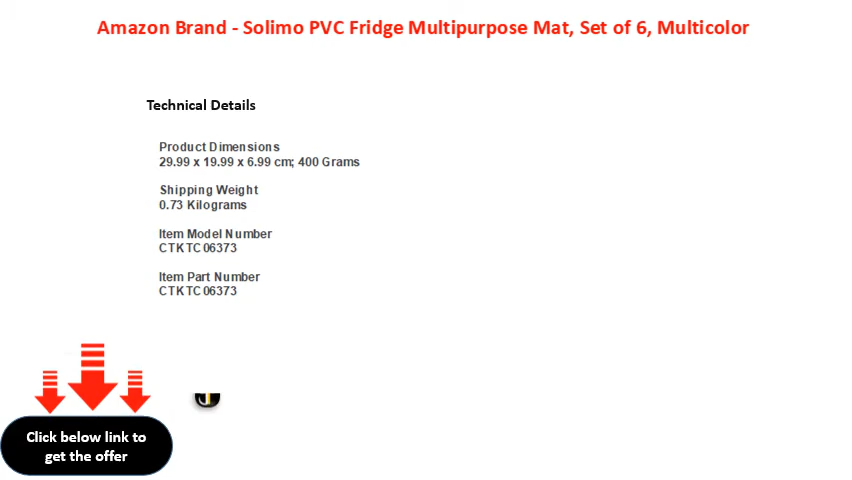 Amazon Brand - Solimo PVC Fridge Multipurpose Mat, Set of 6, Multicolor
Technical Details
Product Dimensions
29.99 x 19.99 x 6.99 cm; 400 Grams
Shipping Weight
0.73 Kilograms
Item Model Number
CTKTC06373
Item Part Number
CTKTC06373
Click below link to
get the offer